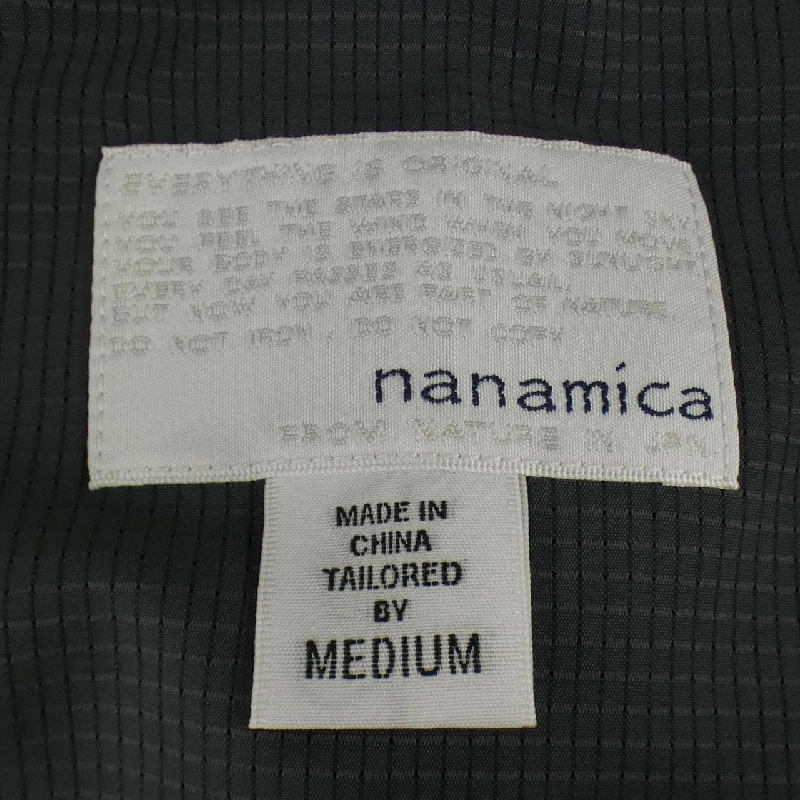 EVERYTHING IS ORIGINAL
YOU SEE THE STARS IN THE NIGHT SKY
YOU FEEL THE WIND WHEN YOU MOVE
YOUR BODY IS ENERGIZED BY SUNLIGHT
EVERY DAY PASSES AS USUAL,
BUT NOW YOU ARE PART OF NATURE.
DO NOT IRON, DO NOT COPY
nanamica
FROM NATURE IN
MADE IN
CHINA
TAILORED
BY
MEDIUM